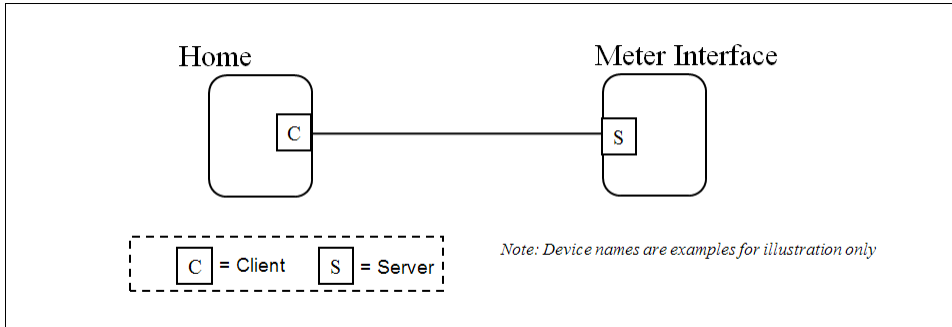 Home
Meter Interface
C
S
C = Client S = Server
Note: Device names are examples for illustration only